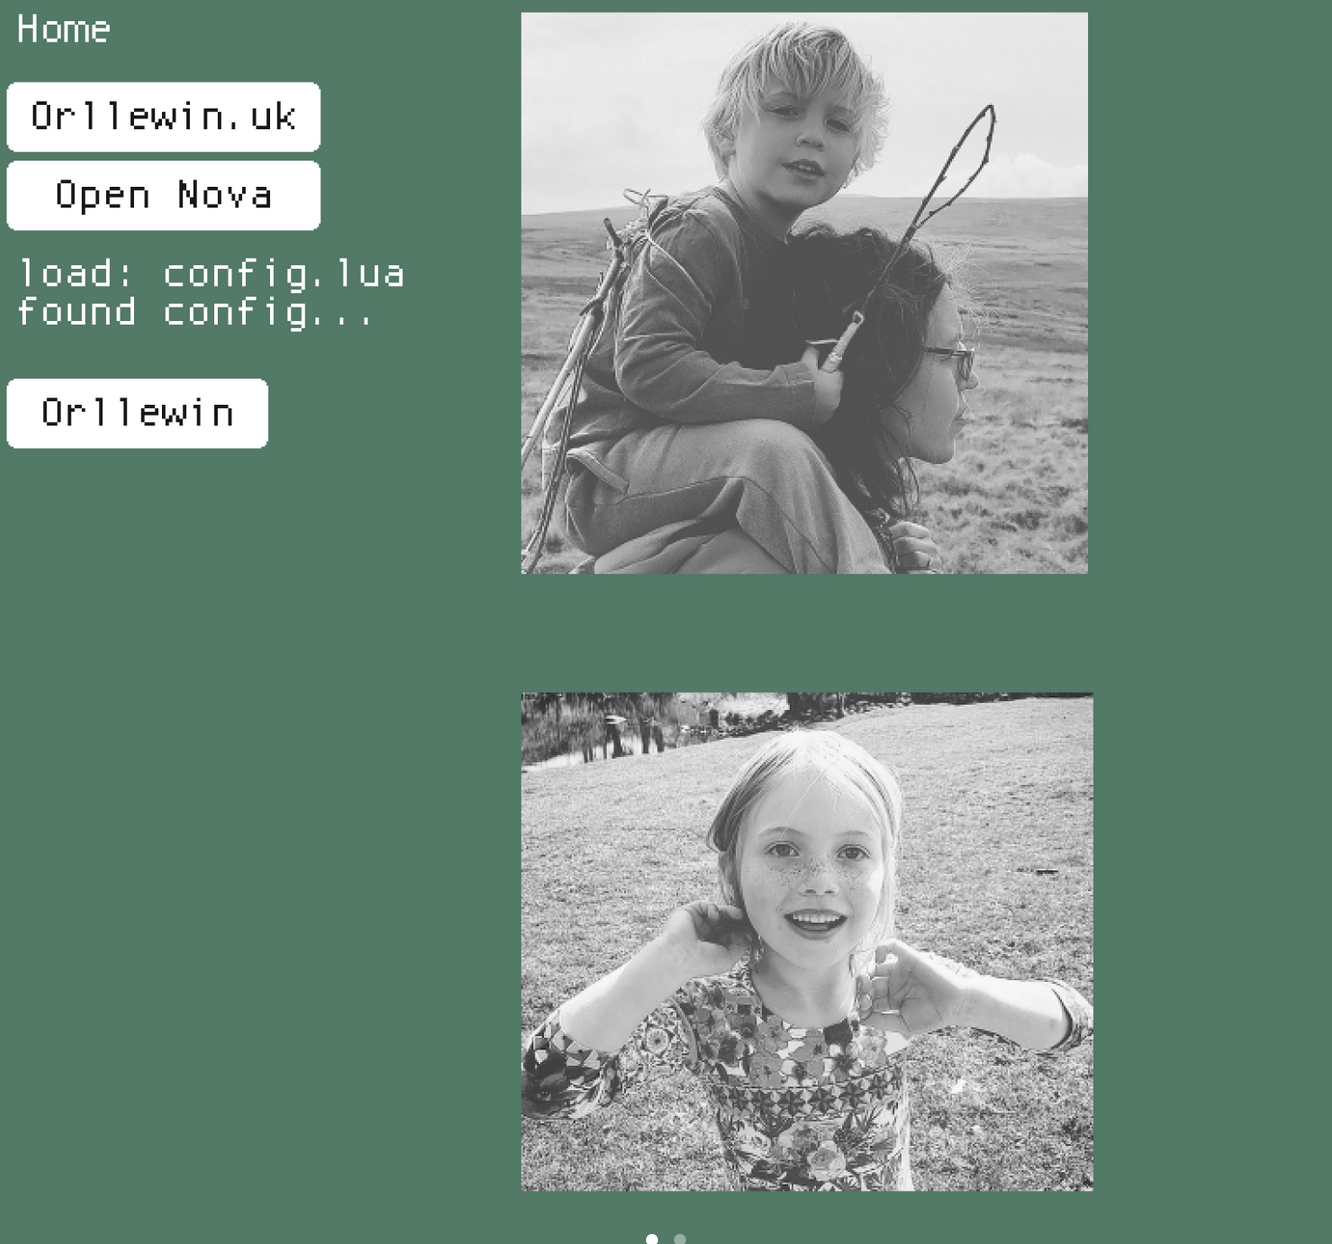 Home
Orllewin.uk
Open Nova
load: config.lua
found config...
Orllewin